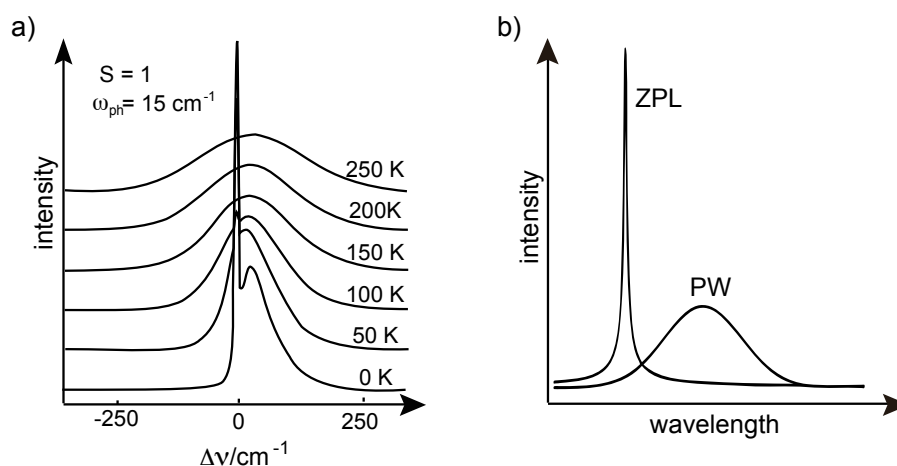 a)
S = 1
ω_ph= 15 cm⁻¹
intensity
250 K
200K
150 K
100 K
50 K
0 K
-250
0
250
Δν/cm⁻¹
b)
intensity
ZPL
PW
wavelength